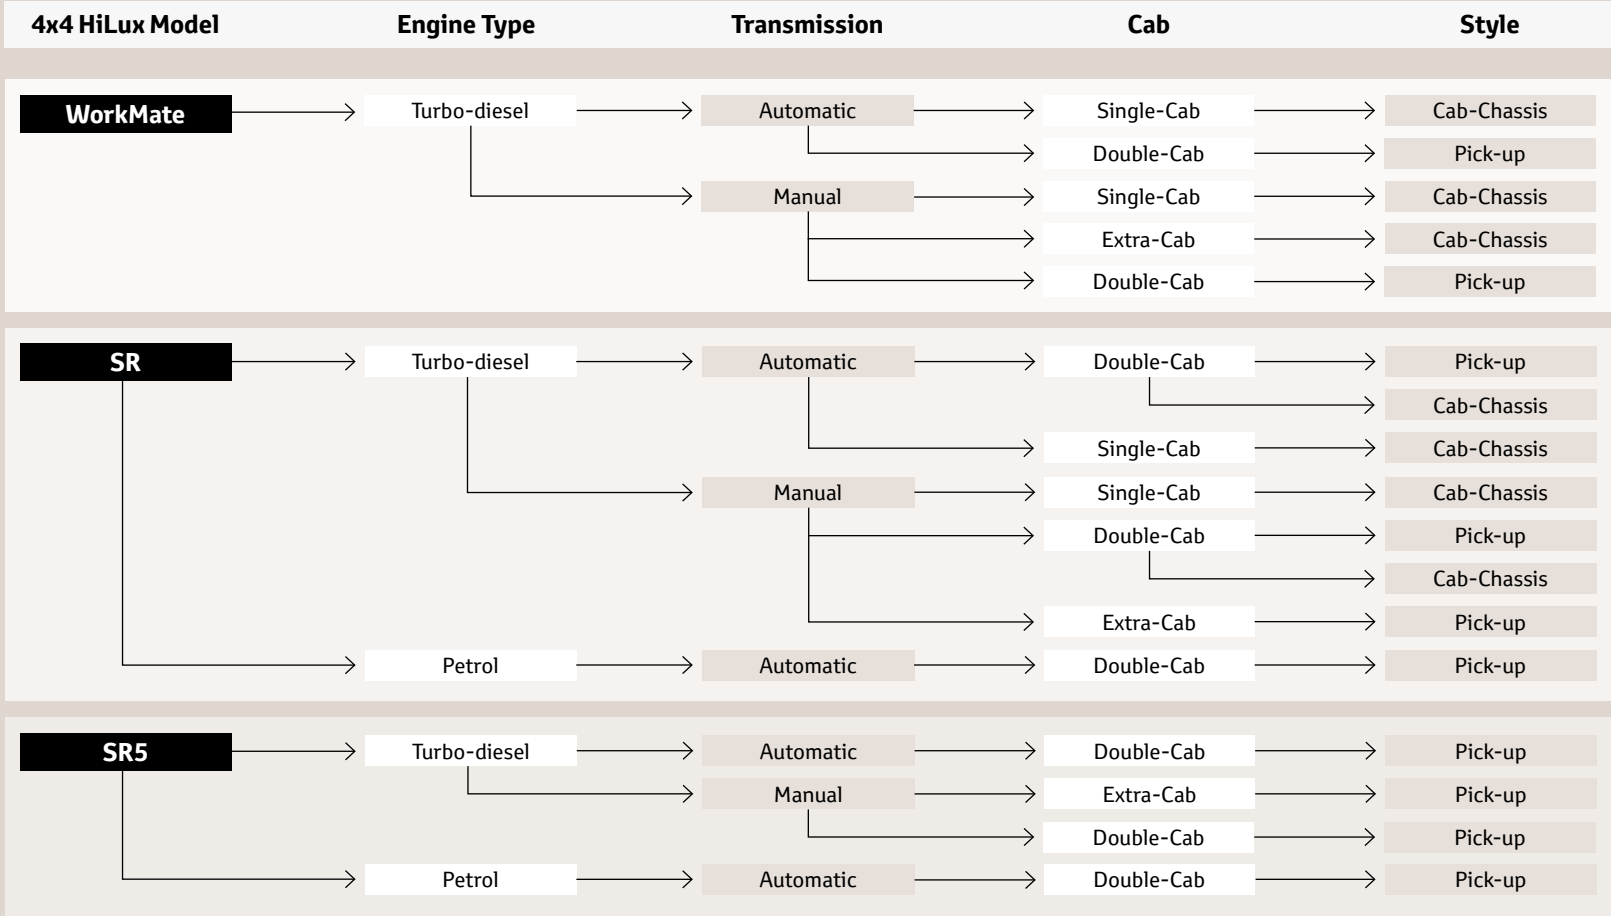 4x4 HiLux Model Engine Type Transmission Cab Style
WorkMate Turbo-diesel Automatic Single-Cab Cab-Chassis
Double-Cab Pick-up
Manual Single-Cab Cab-Chassis
Extra-Cab Cab-Chassis
Double-Cab Pick-up
SR Turbo-diesel Automatic Double-Cab Pick-up
Cab-Chassis
Single-Cab Cab-Chassis
Manual Single-Cab Cab-Chassis
Double-Cab Pick-up
Cab-Chassis
Extra-Cab Pick-up
Petrol Automatic Double-Cab Pick-up
SR5 Turbo-diesel Automatic Double-Cab Pick-up
Manual Extra-Cab Pick-up
Double-Cab Pick-up
Petrol Automatic Double-Cab Pick-up